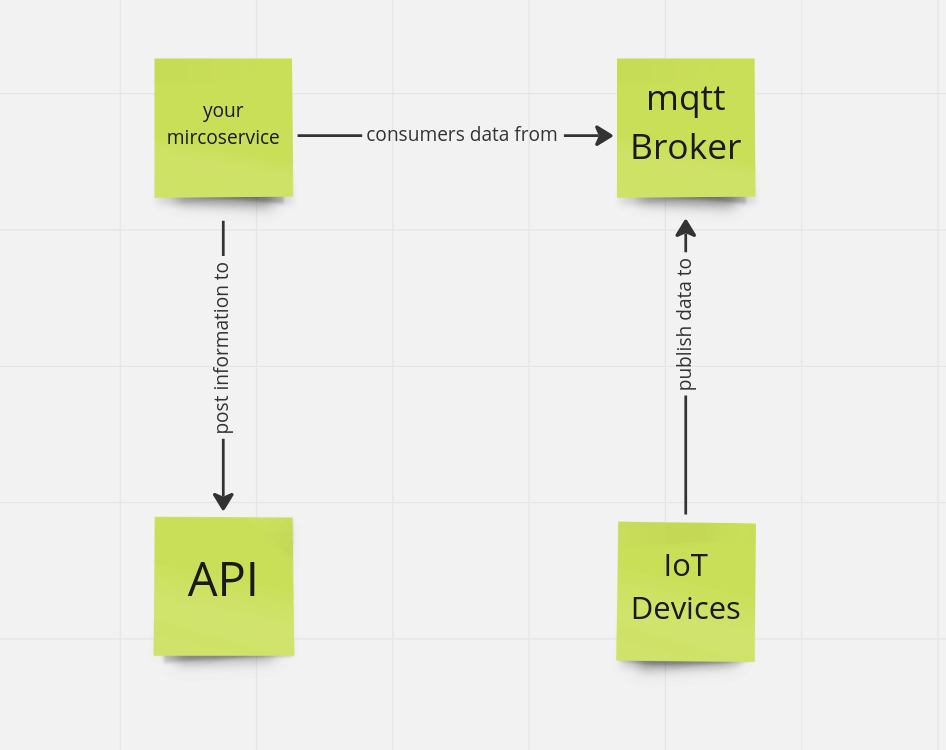 your
mircoservice
consumers data from
mqtt
Broker
post information to
publish data to
API
IoT
Devices